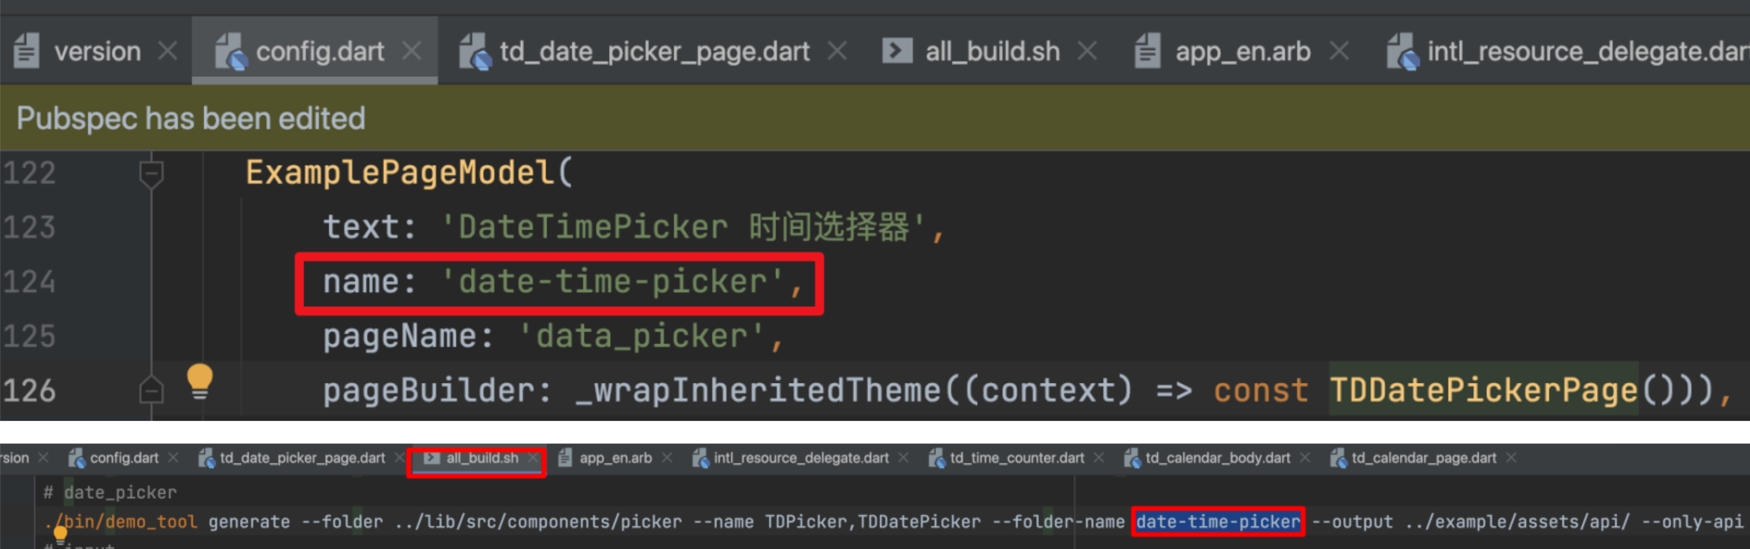 version config.dart td_date_picker_page.dart all_build.sh app_en.arb intl_resource_delegate.dar
Pubspec has been edited
122 ExamplePageModel(
123 text: 'DateTimePicker 时间选择器',
124 name: 'date-time-picker',
125 pageName: 'data_picker',
126 pageBuilder: _wrapInheritedTheme((context) => const TDDatePickerPage())),
rsion config.dart td_date_picker_page.dart all_build.sh app_en.arb intl_resource_delegate.dart td_time_counter.dart td_calendar_body.dart td_calendar_page.dart
# date_picker
./bin/demo_tool generate --folder ../lib/src/components/picker --name TDPicker,TDDatePicker --folder-name date-time-picker --output ../example/assets/api/ --only-api
# input